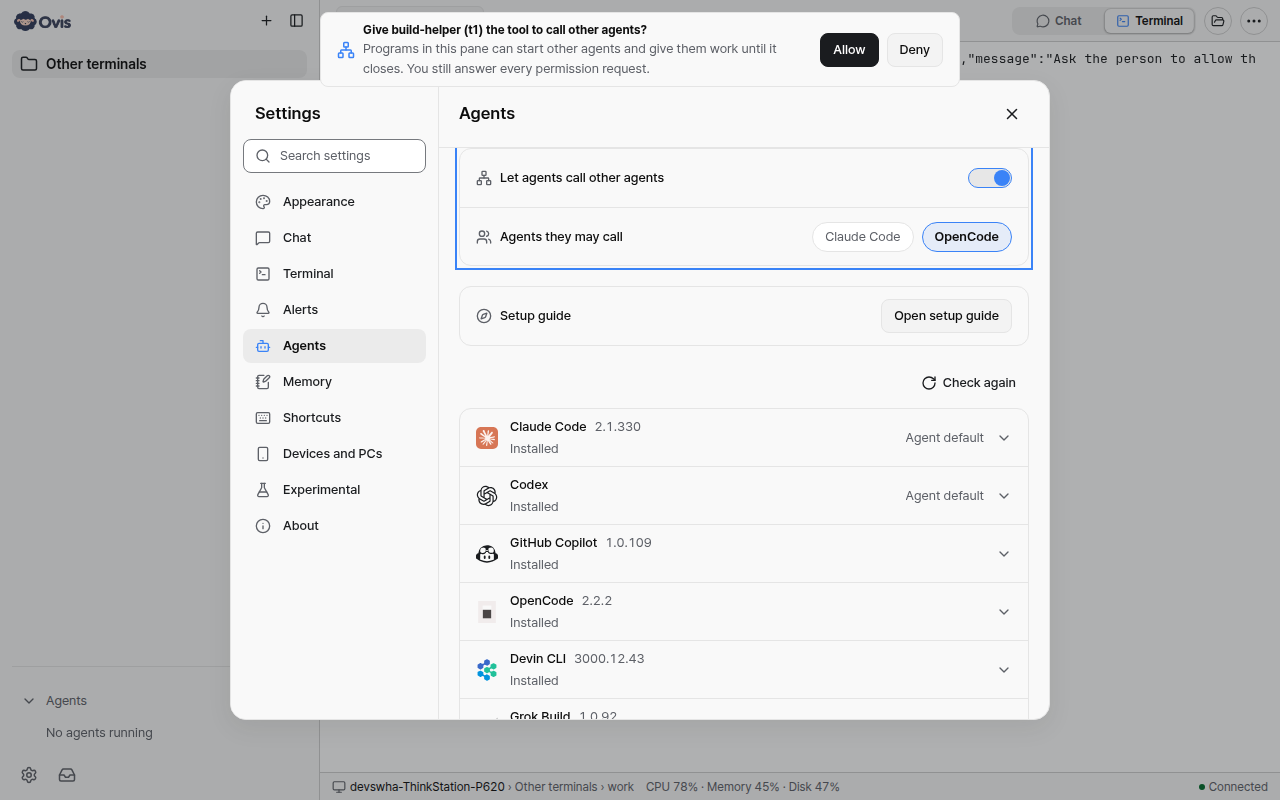 Ovis
Give build-helper (t1) the tool to call other agents?
Programs in this pane can start other agents and give them work until it
closes. You still answer every permission request.
Allow
Deny
Chat
Terminal
Other terminals
,"message":"Ask the person to allow th
Settings
Search settings
Appearance
Chat
Terminal
Alerts
Agents
Memory
Shortcuts
Devices and PCs
Experimental
About
Agents
Let agents call other agents
Agents they may call
Claude Code
OpenCode
Setup guide
Open setup guide
Check again
Claude Code 2.1.330
Installed
Agent default
Codex
Installed
Agent default
GitHub Copilot 1.0.109
Installed
OpenCode 2.2.2
Installed
Devin CLI 3000.12.43
Installed
Grok Build 1.0.92
Agents
No agents running
devswha-ThinkStation-P620 › Other terminals › work CPU 78% · Memory 45% · Disk 47%
Connected